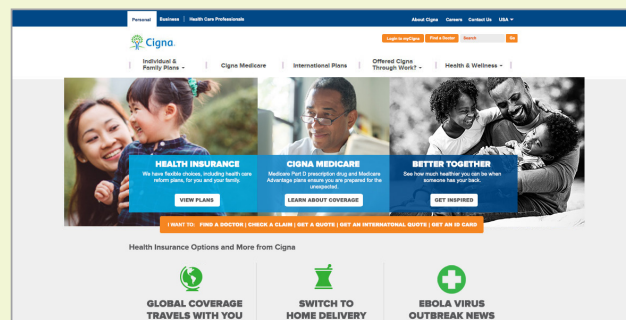 Personal Business Health Care Professionals About Cigna Careers Contact Us USA
Cigna
Login to myCigna Find a Doctor Search Go
Individual &
Family Plans
Cigna Medicare
International Plans
Offered Cigna
Through Work?
Health & Wellness
HEALTH INSURANCE
We have flexible choices, including health care
reform plans, for you and your family.
VIEW PLANS
CIGNA MEDICARE
Medicare Part D prescription drug and Medicare
Advantage plans ensure you are prepared for the
unexpected.
LEARN ABOUT COVERAGE
BETTER TOGETHER
See how much healthier you can be when
someone has your back.
GET INSPIRED
I WANT TO: FIND A DOCTOR | CHECK A CLAIM | GET A QUOTE | GET AN INTERNATONAL QUOTE | GET AN ID CARD
Health Insurance Options and More from Cigna
GLOBAL COVERAGE
TRAVELS WITH YOU
SWITCH TO
HOME DELIVERY
EBOLA VIRUS
OUTBREAK NEWS